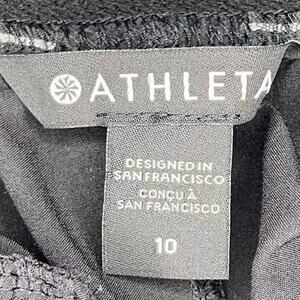 ATHLETA
DESIGNED IN
SAN FRANCISCO
CONÇU À
SAN FRANCISCO
10